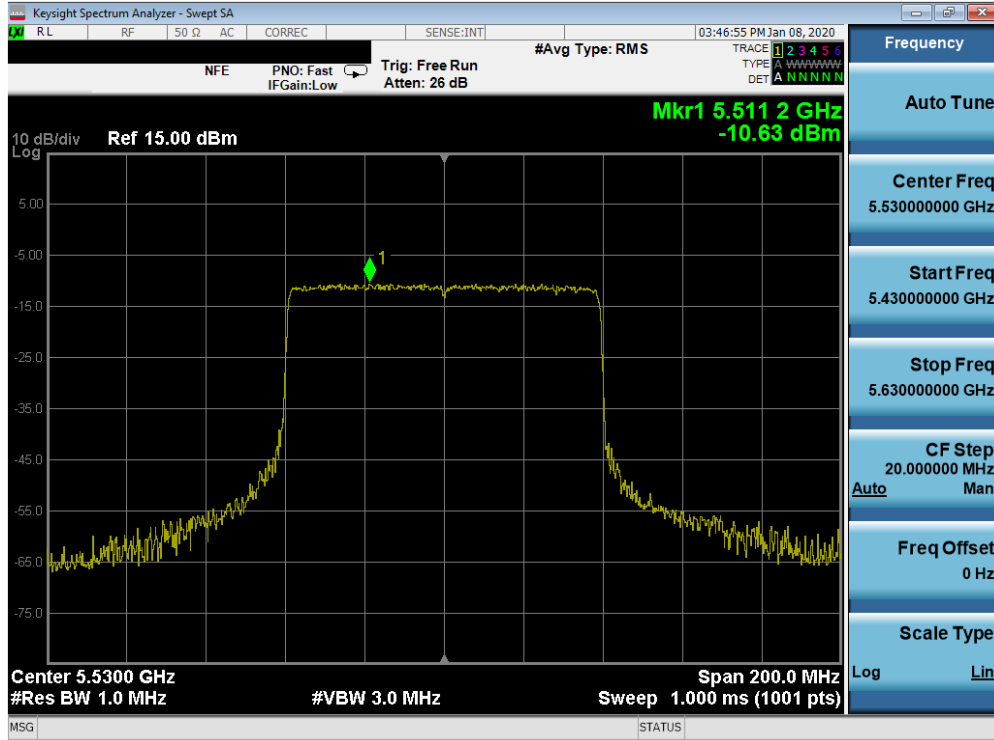 Keysight Spectrum Analyzer - Swept SA
LXI RL RF 50 Ω AC CORREC SENSE:INT 03:46:55 PM Jan 08, 2020
#Avg Type: RMS
TRACE 1 2 3 4 5 6
TYPE A WWWWW
DET A N N N N N
NFE PNO: Fast Trig: Free Run
IFGain:Low Atten: 26 dB
Mkr1 5.511 2 GHz
-10.63 dBm
10 dB/div Ref 15.00 dBm
Log
5.00
-5.00
1
-15.0
-25.0
-35.0
-45.0
-55.0
-65.0
-75.0
Center 5.5300 GHz Span 200.0 MHz
#Res BW 1.0 MHz #VBW 3.0 MHz Sweep 1.000 ms (1001 pts)
MSG STATUS
Frequency
Auto Tune
Center Freq
5.530000000 GHz
Start Freq
5.430000000 GHz
Stop Freq
5.630000000 GHz
CF Step
20.000000 MHz
Auto Man
Freq Offset
0 Hz
Scale Type
Log Lin